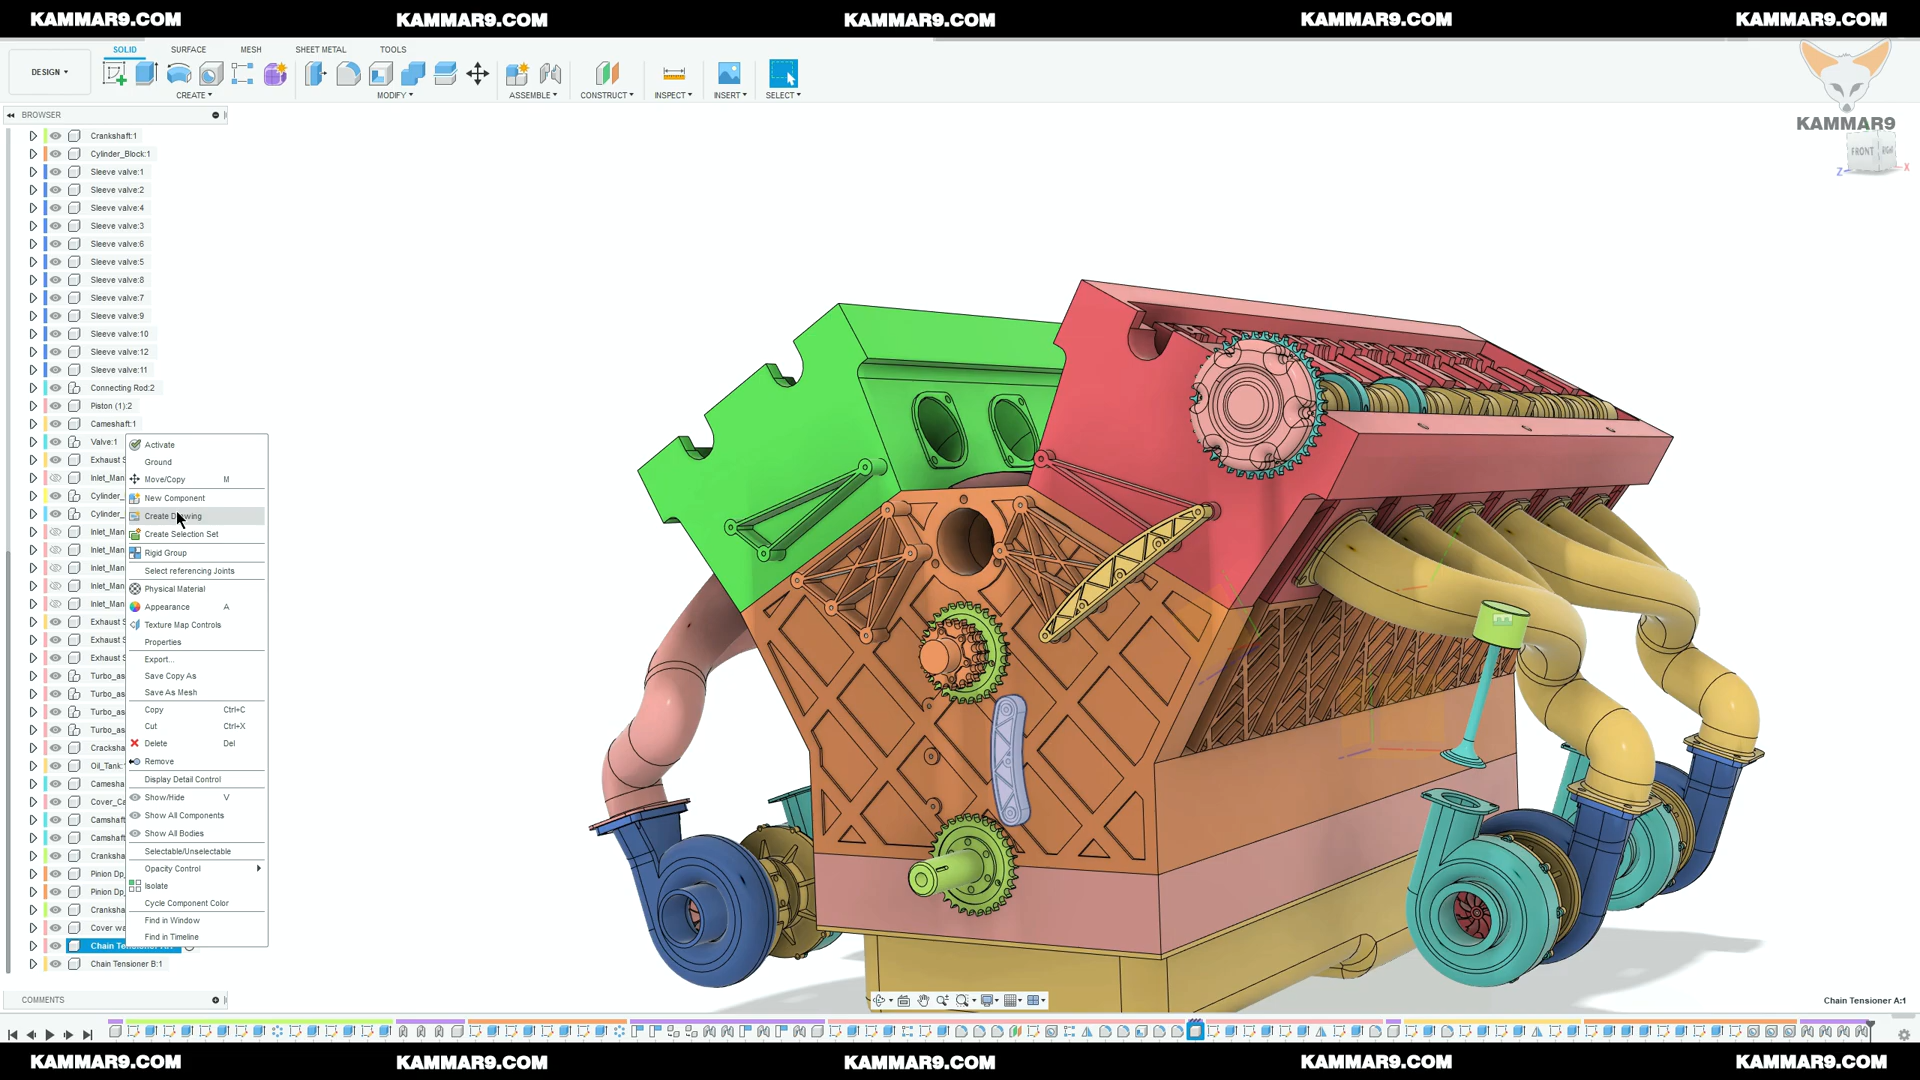 KAMMAR9.COM KAMMAR9.COM KAMMAR9.COM KAMMAR9.COM KAMMAR9.COM
SOLID SURFACE MESH SHEET METAL TOOLS
DESIGN
CREATE MODIFY ASSEMBLE CONSTRUCT INSPECT INSERT SELECT
KAMMAR9
FRONT
Z X
BROWSER
Crankshaft:1
Cylinder_Block:1
Sleeve valve:1
Sleeve valve:2
Sleeve valve:4
Sleeve valve:3
Sleeve valve:6
Sleeve valve:5
Sleeve valve:8
Sleeve valve:7
Sleeve valve:9
Sleeve valve:10
Sleeve valve:12
Sleeve valve:11
Connecting Rod:2
Piston (1):2
Cameshaft:1
Valve:1
Exhaust S
Inlet_Man
Cylinder_
Cylinder_
Inlet_Man
Inlet_Man
Inlet_Man
Inlet_Man
Inlet_Man
Exhaust S
Exhaust S
Exhaust S
Turbo_as
Turbo_as
Turbo_as
Turbo_as
Cracksha
Oil_Tank:
Camesha
Cover_Ca
Camshaft
Camshaft
Cranksha
Pinion Dp
Pinion Dp
Cranksha
Cover wa
Chain Tensioner A:1
Chain Tensioner B:1
Activate
Ground
Move/Copy M
New Component
Create Drawing
Create Selection Set
Rigid Group
Select referencing Joints
Physical Material
Appearance A
Texture Map Controls
Properties
Export...
Save Copy As
Save As Mesh
Copy Ctrl+C
Cut Ctrl+X
Delete Del
Remove
Display Detail Control
Show/Hide V
Show All Components
Show All Bodies
Selectable/Unselectable
Opacity Control
Isolate
Cycle Component Color
Find in Window
Find in Timeline
COMMENTS
Chain Tensioner A:1
KAMMAR9.COM KAMMAR9.COM KAMMAR9.COM KAMMAR9.COM KAMMAR9.COM